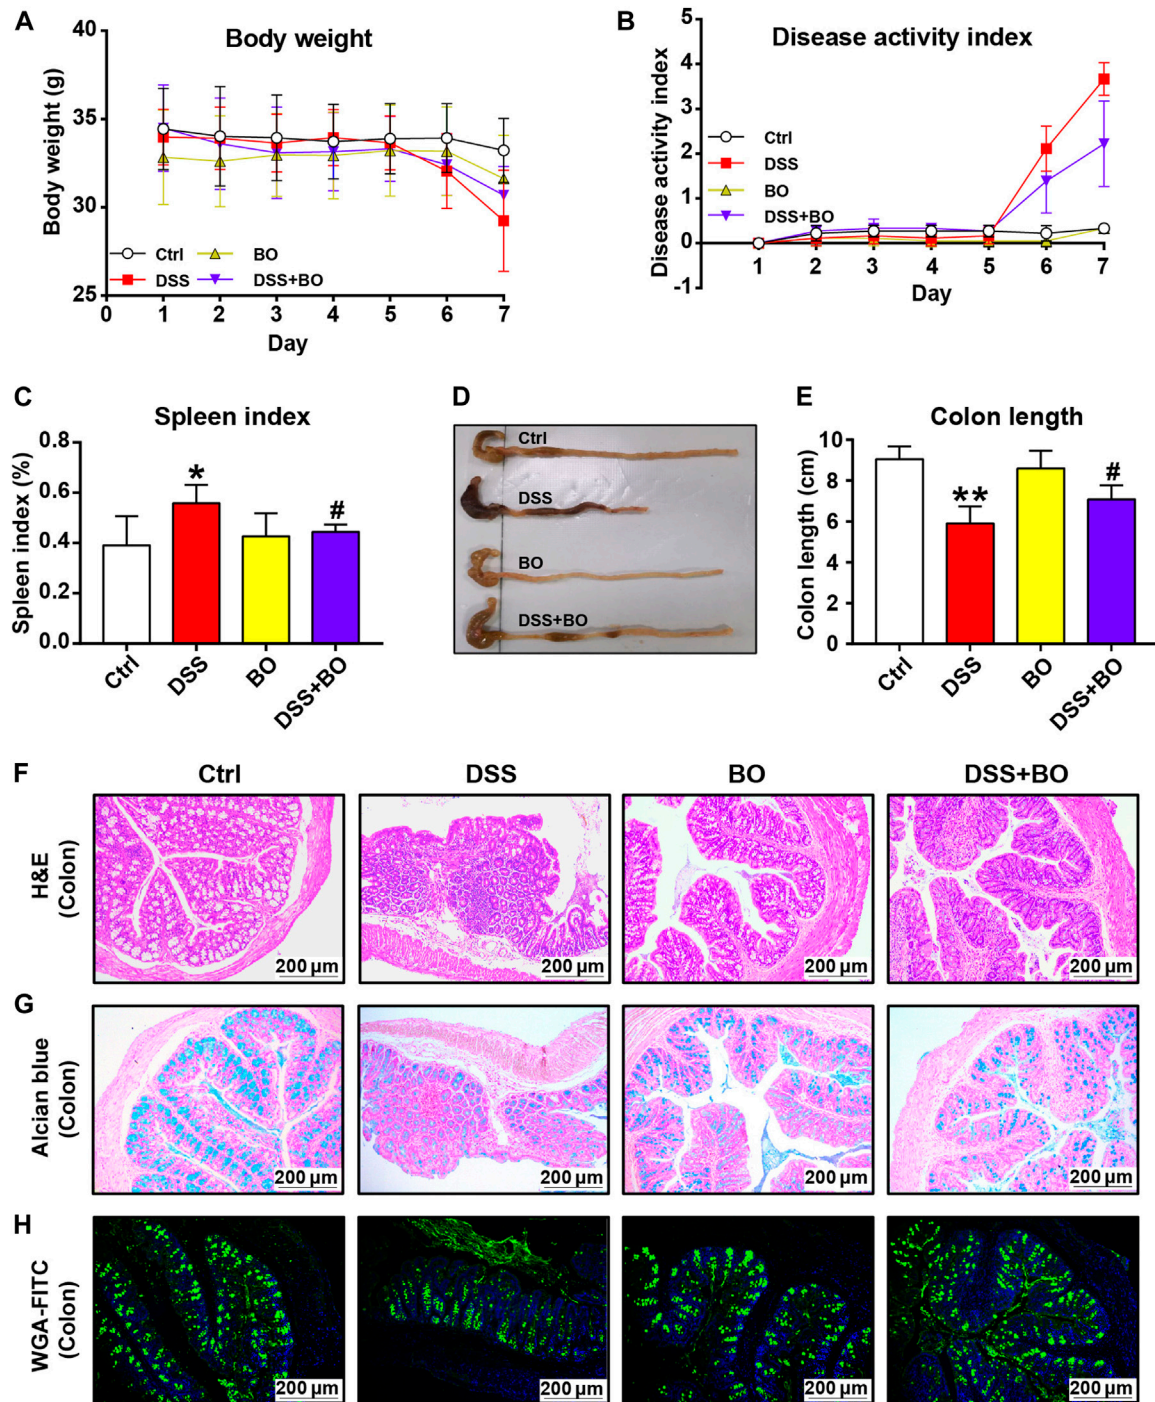 A
Body weight
Body weight (g)
40
35
30
25
0 1 2 3 4 5 6 7
Day
Ctrl
DSS
BO
DSS+BO
B
Disease activity index
Disease activity index
5
4
3
2
1
0
-1
1 2 3 4 5 6 7
Day
Ctrl
DSS
BO
DSS+BO
C
Spleen index
Spleen index (%)
0.8
0.6
0.4
0.2
0.0
*
#
Ctrl
DSS
BO
DSS+BO
D
Ctrl
DSS
BO
DSS+BO
E
Colon length
Colon length (cm)
10
8
6
4
2
0
**
#
Ctrl
DSS
BO
DSS+BO
F
Ctrl DSS BO DSS+BO
H&E
(Colon)
200 µm 200 µm 200 µm 200 µm
G
Alcian blue
(Colon)
200 µm 200 µm 200 µm 200 µm
H
WGA-FITC
(Colon)
200 µm 200 µm 200 µm 200 µm